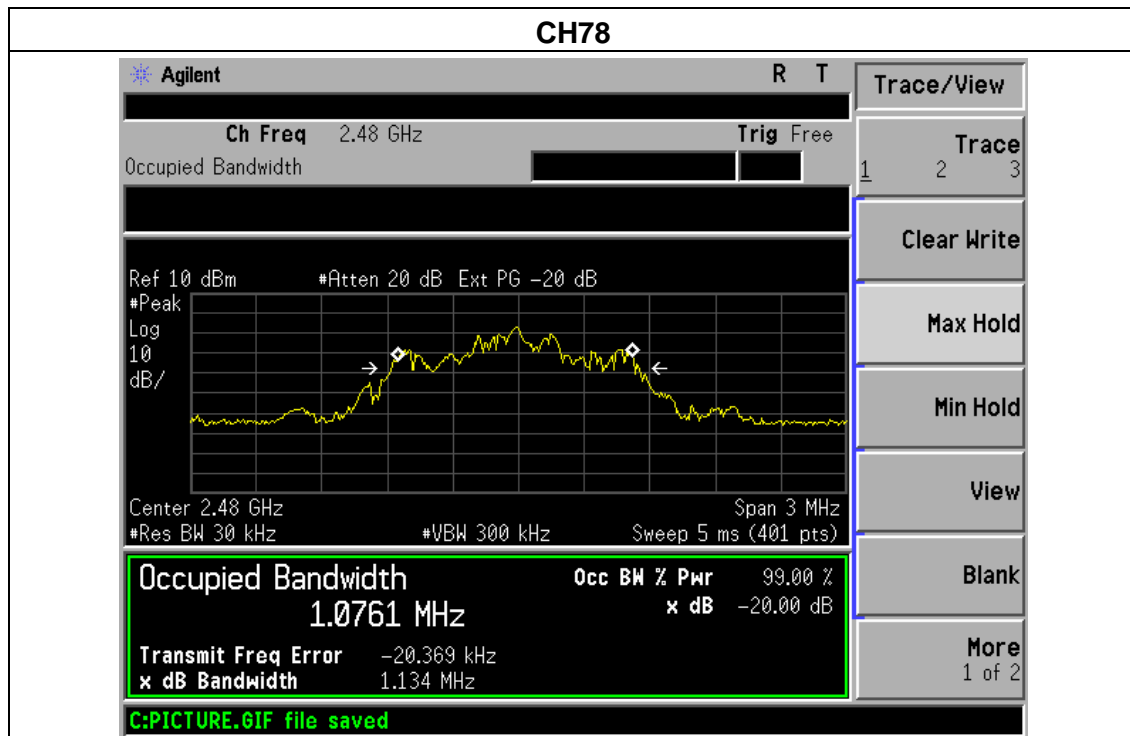 CH78
Agilent
R T
Trace/View
Ch Freq 2.48 GHz
Trig Free
Occupied Bandwidth
Trace
1 2 3
Clear Write
Ref 10 dBm #Atten 20 dB Ext PG -20 dB
#Peak
Log
10
dB/
Max Hold
Min Hold
View
Center 2.48 GHz Span 3 MHz
#Res BW 30 kHz #VBW 300 kHz Sweep 5 ms (401 pts)
Occupied Bandwidth
1.0761 MHz
Occ BW % Pwr 99.00 %
x dB -20.00 dB
Blank
Transmit Freq Error -20.369 kHz
x dB Bandwidth 1.134 MHz
More
1 of 2
C:PICTURE.GIF file saved